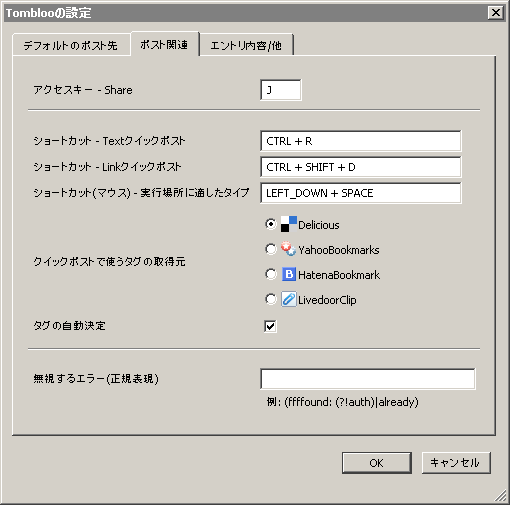 Tomblooの設定
デフォルトのポスト先 ポスト関連 エントリ内容/他
アクセスキー - Share J
ショートカット - Textクイックポスト CTRL + R
ショートカット - Linkクイックポスト CTRL + SHIFT + D
ショートカット(マウス) - 実行場所に適したタイプ LEFT_DOWN + SPACE
Delicious
YahooBookmarks
クイックポストで使うタグの取得元
B HatenaBookmark
LivedoorClip
タグの自動決定
無視するエラー(正規表現)
例: (ffffound: (?!auth)|already)
OK キャンセル